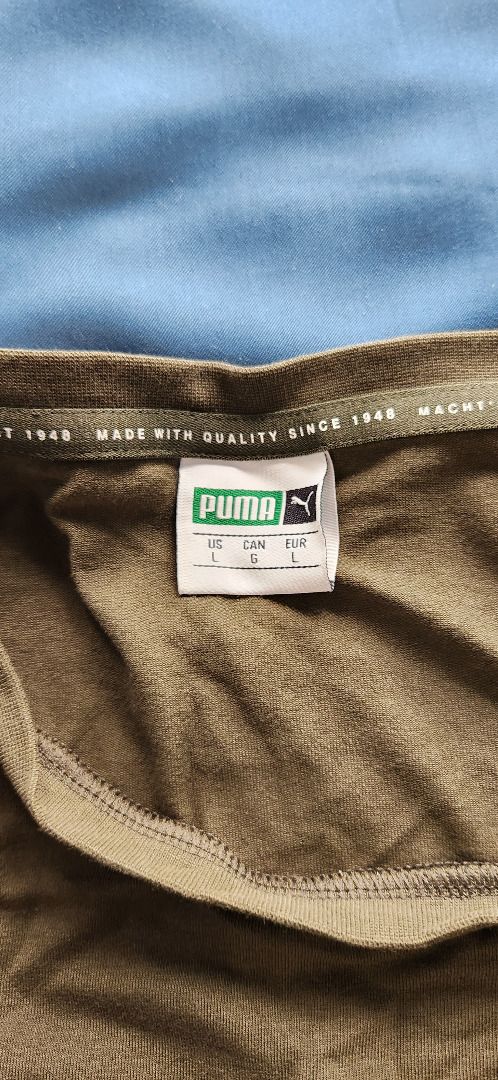 T 1948 MADE WITH QUALITY SINCE 1948 MACHT
PUMA
US CAN EUR
L G L